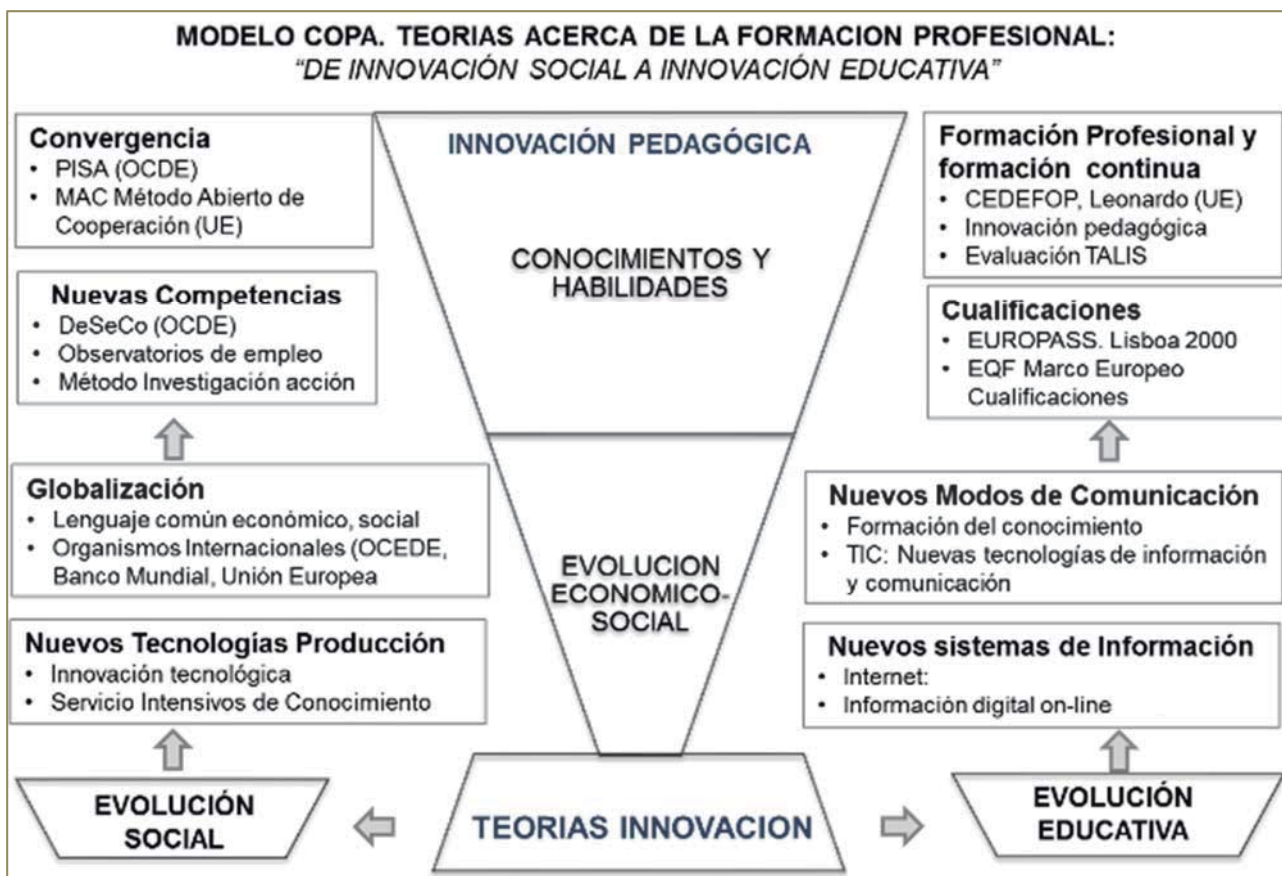 MODELO COPA. TEORIAS ACERCA DE LA FORMACION PROFESIONAL:
"DE INNOVACIÓN SOCIAL A INNOVACIÓN EDUCATIVA"
Convergencia
• PISA (OCDE)
• MAC Método Abierto de
Cooperación (UE)
Nuevas Competencias
• DeSeCo (OCDE)
• Observatorios de empleo
• Método Investigación acción
Globalización
• Lenguaje común económico, social
• Organismos Internacionales (OCEDE,
Banco Mundial, Unión Europea
Nuevos Tecnologías Producción
• Innovación tecnológica
• Servicio Intensivos de Conocimiento
EVOLUCIÓN
SOCIAL
INNOVACIÓN PEDAGÓGICA
CONOCIMIENTOS Y
HABILIDADES
EVOLUCION
ECONOMICO-
SOCIAL
TEORIAS INNOVACION
Formación Profesional y
formación continua
• CEDEFOP, Leonardo (UE)
• Innovación pedagógica
• Evaluación TALIS
Cualificaciones
• EUROPASS. Lisboa 2000
• EQF Marco Europeo
Cualificaciones
Nuevos Modos de Comunicación
• Formación del conocimiento
• TIC: Nuevas tecnologías de información
y comunicación
Nuevos sistemas de Información
• Internet:
• Información digital on-line
EVOLUCIÓN
EDUCATIVA